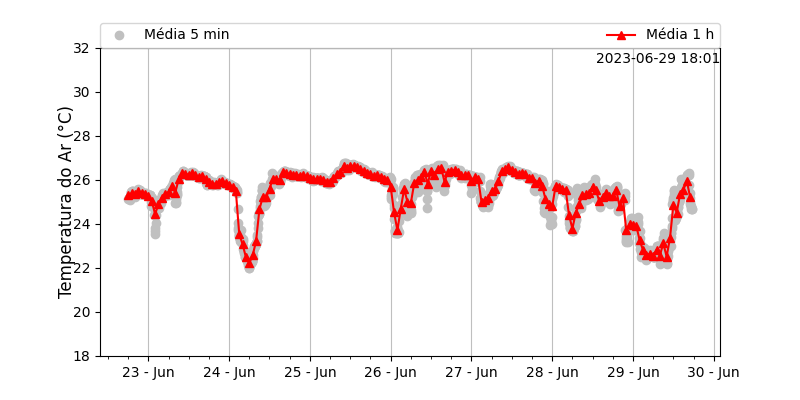 Média 5 min
Média 1 h
2023-06-29 18:01
Temperatura do Ar (°C)
32
30
28
26
24
22
20
18
23 - Jun
24 - Jun
25 - Jun
26 - Jun
27 - Jun
28 - Jun
29 - Jun
30 - Jun